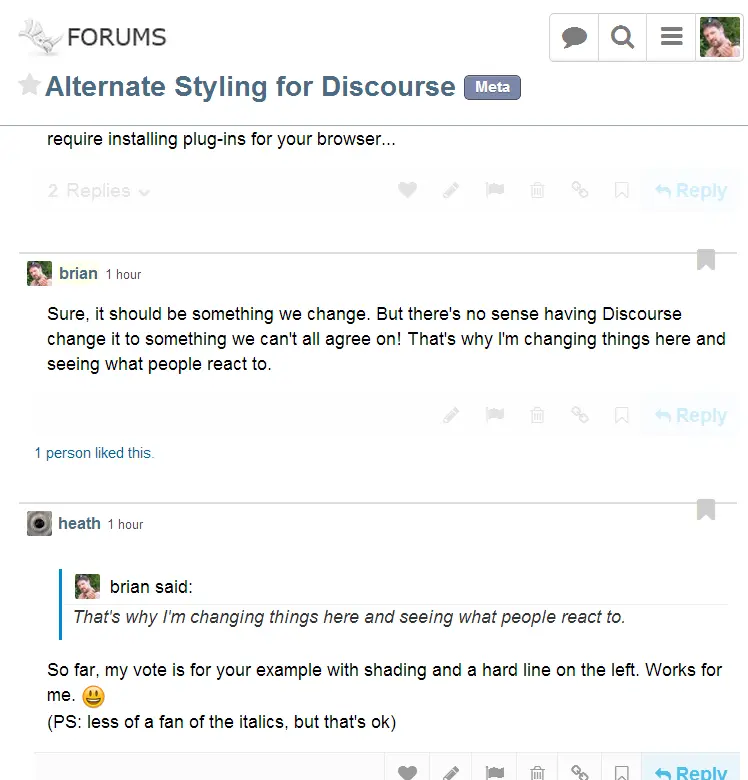 FORUMS
Alternate Styling for Discourse Meta
require installing plug-ins for your browser...
2 Replies Reply
brian 1 hour
Sure, it should be something we change. But there's no sense having Discourse
change it to something we can't all agree on! That's why I'm changing things here and
seeing what people react to.
Reply
1 person liked this.
heath 1 hour
brian said:
That's why I'm changing things here and seeing what people react to.
So far, my vote is for your example with shading and a hard line on the left. Works for
me. 😃
(PS: less of a fan of the italics, but that's ok)
Reply